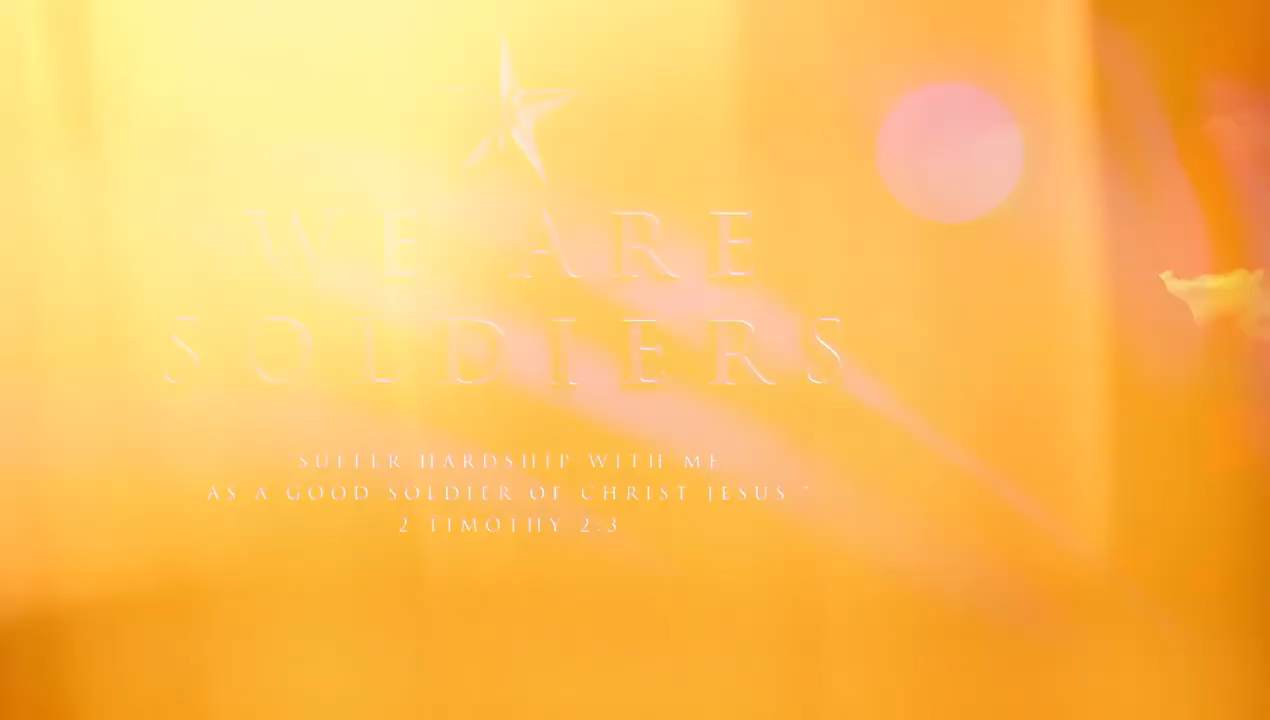 WE ARE
SOLDIERS
SUFFER HARDSHIP WITH ME
AS A GOOD SOLDIER OF CHRIST JESUS."
2 TIMOTHY 2:3